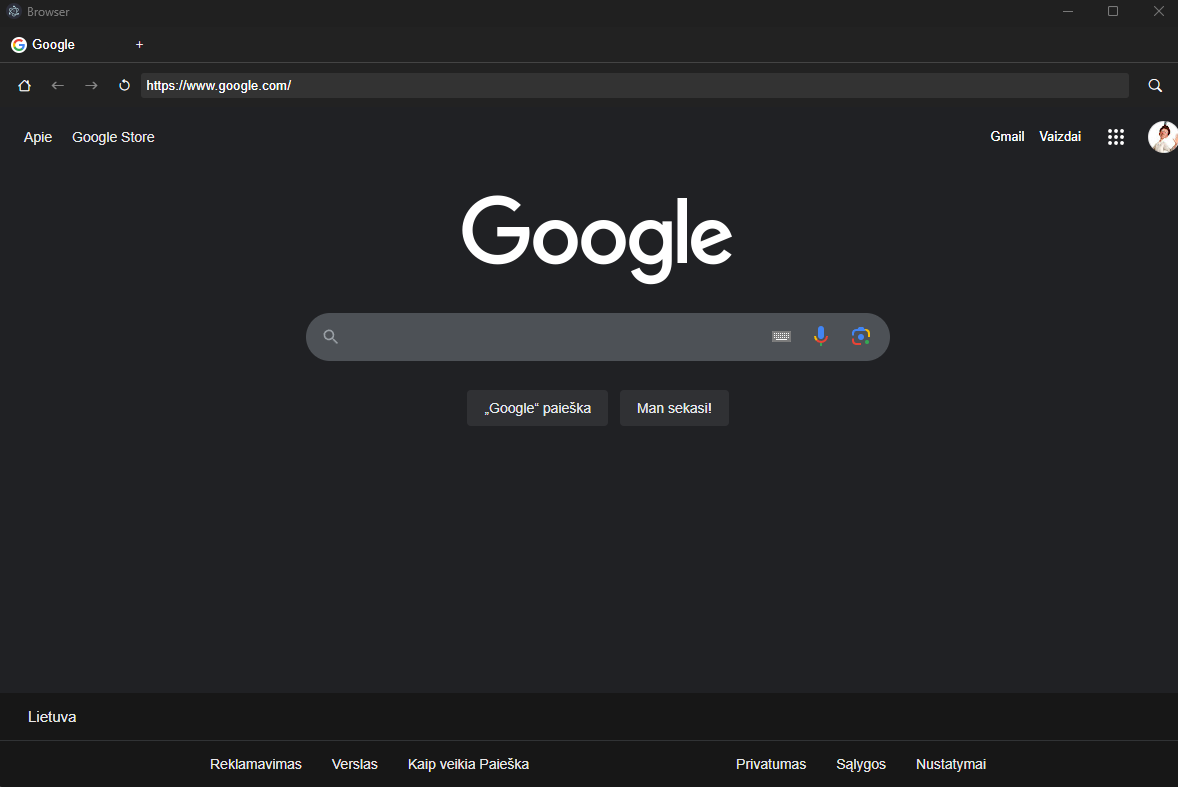 Browser
Google
+
https://www.google.com/
Apie Google Store Gmail Vaizdai
Google
„Google“ paieška Man sekasi!
Lietuva
Reklamavimas Verslas Kaip veikia Paieška Privatumas Sąlygos Nustatymai